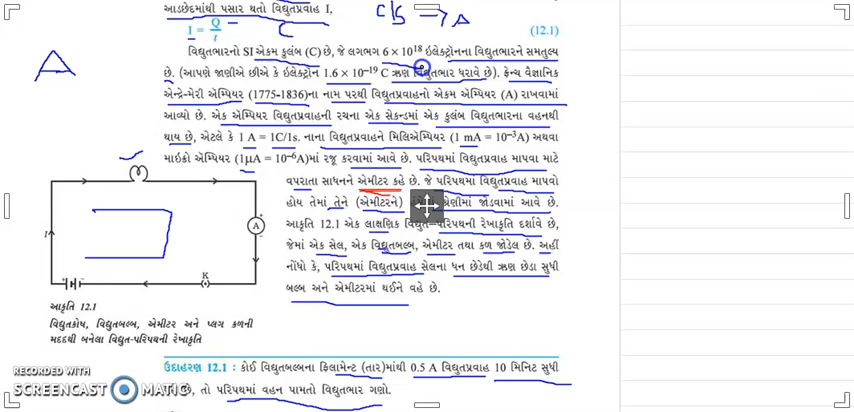 આડછેદમાંથી પસાર થતો વિદ્યુતપ્રવાહ I,
C/s → A
I = Q/t (12.1)
C
A
વિદ્યુતભારનો SI એકમ કુલંબ (C) છે, જે લગભગ 6 × 10¹⁸ ઇલેક્ટ્રોનના વિદ્યુતભારને સમતુલ્ય
છે. (આપણે જાણીએ છીએ કે ઇલેક્ટ્રોન 1.6 × 10⁻¹⁹ C ઋણ વિદ્યુતભાર ધરાવે છે). ફ્રેન્ચ વૈજ્ઞાનિક
એન્દ્રે-મેરી ઍમ્પિયર (1775-1836)ના નામ પરથી વિદ્યુતપ્રવાહનો એકમ ઍમ્પિયર (A) રાખવામાં
આવ્યો છે. એક ઍમ્પિયર વિદ્યુતપ્રવાહની રચના એક સેકન્ડમાં એક કુલંબ વિદ્યુતભારના વહનથી
થાય છે, એટલે કે 1 A = 1C/1s. નાના વિદ્યુતપ્રવાહને મિલિઍમ્પિયર (1 mA = 10⁻³A) અથવા
માઇક્રો ઍમ્પિયર (1μA = 10⁻⁶A)માં રજૂ કરવામાં આવે છે. પરિપથમાં વિદ્યુતપ્રવાહ માપવા માટે
વપરાતા સાધનને એમીટર કહે છે. જે પરિપથમાં વિદ્યુતપ્રવાહ માપવો
હોય તેમાં તેને (એમીટરને) શ્રેણીમાં જોડવામાં આવે છે.
આકૃતિ 12.1 એક લાક્ષણિક વિદ્યુત-પરિપથની રેખાકૃતિ દર્શાવે છે,
જેમાં એક સેલ, એક વિદ્યુતબલ્બ, એમીટર તથા કળ જોડેલ છે. અહીં
નોંધો કે, પરિપથમાં વિદ્યુતપ્રવાહ સેલના ધન છેડેથી ઋણ છેડા સુધી
બલ્બ અને એમીટરમાં થઈને વહે છે.
I
+
A
−
+ −
K
આકૃતિ 12.1
વિદ્યુતકોષ, વિદ્યુતબલ્બ, એમીટર અને પ્લગ કળની
મદદથી બનેલા વિદ્યુત-પરિપથની રેખાકૃતિ
ઉદાહરણ 12.1 : કોઈ વિદ્યુતબલ્બના ફિલામેન્ટ (તાર)માંથી 0.5 A વિદ્યુતપ્રવાહ 10 મિનિટ સુધી
છે, તો પરિપથમાં વહન પામતો વિદ્યુતભાર ગણો.
RECORDED WITH
SCREENCAST MATIC